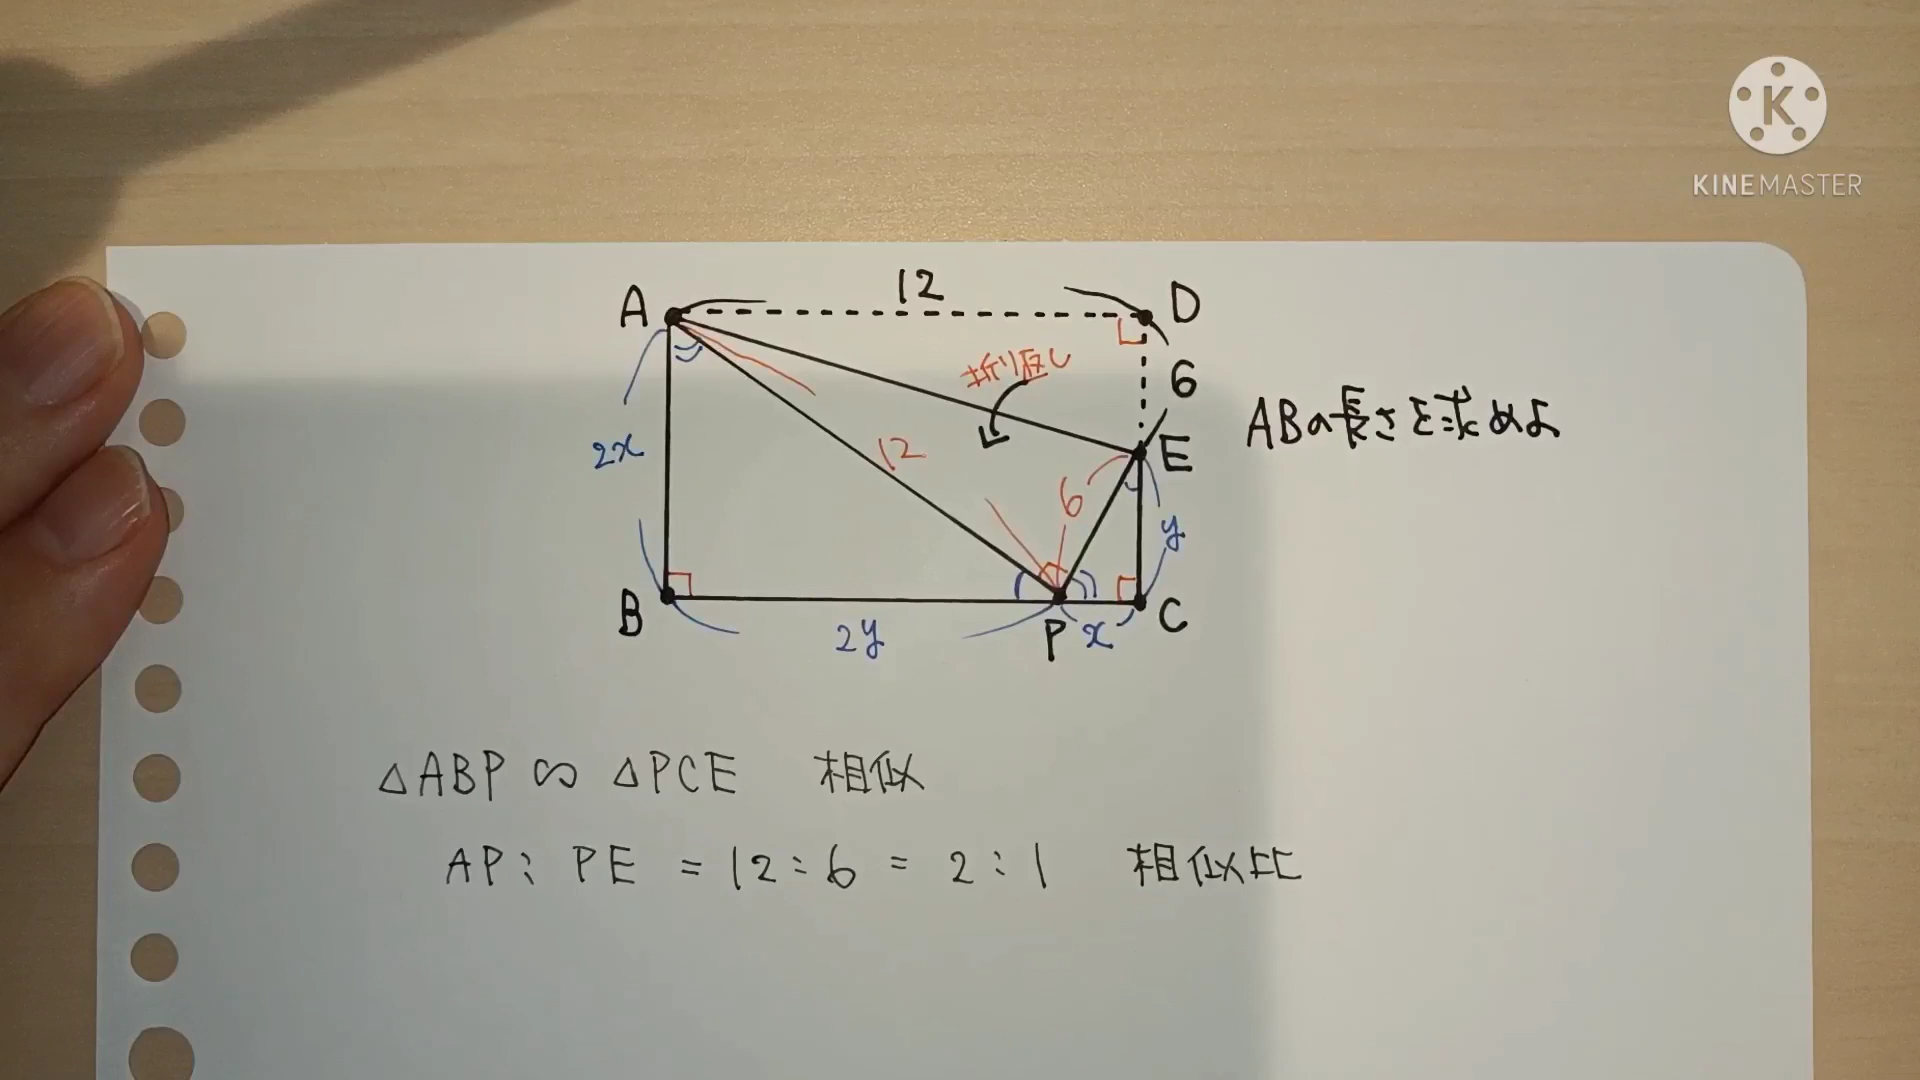 K
KINEMASTER
12
A
D
折り返し
6
ABの長さを求めよ
2x
12
E
6
y
B
2y
P
x
C
△ABP ∽ △PCE 相似
AP : PE = 12 : 6 = 2 : 1 相似比